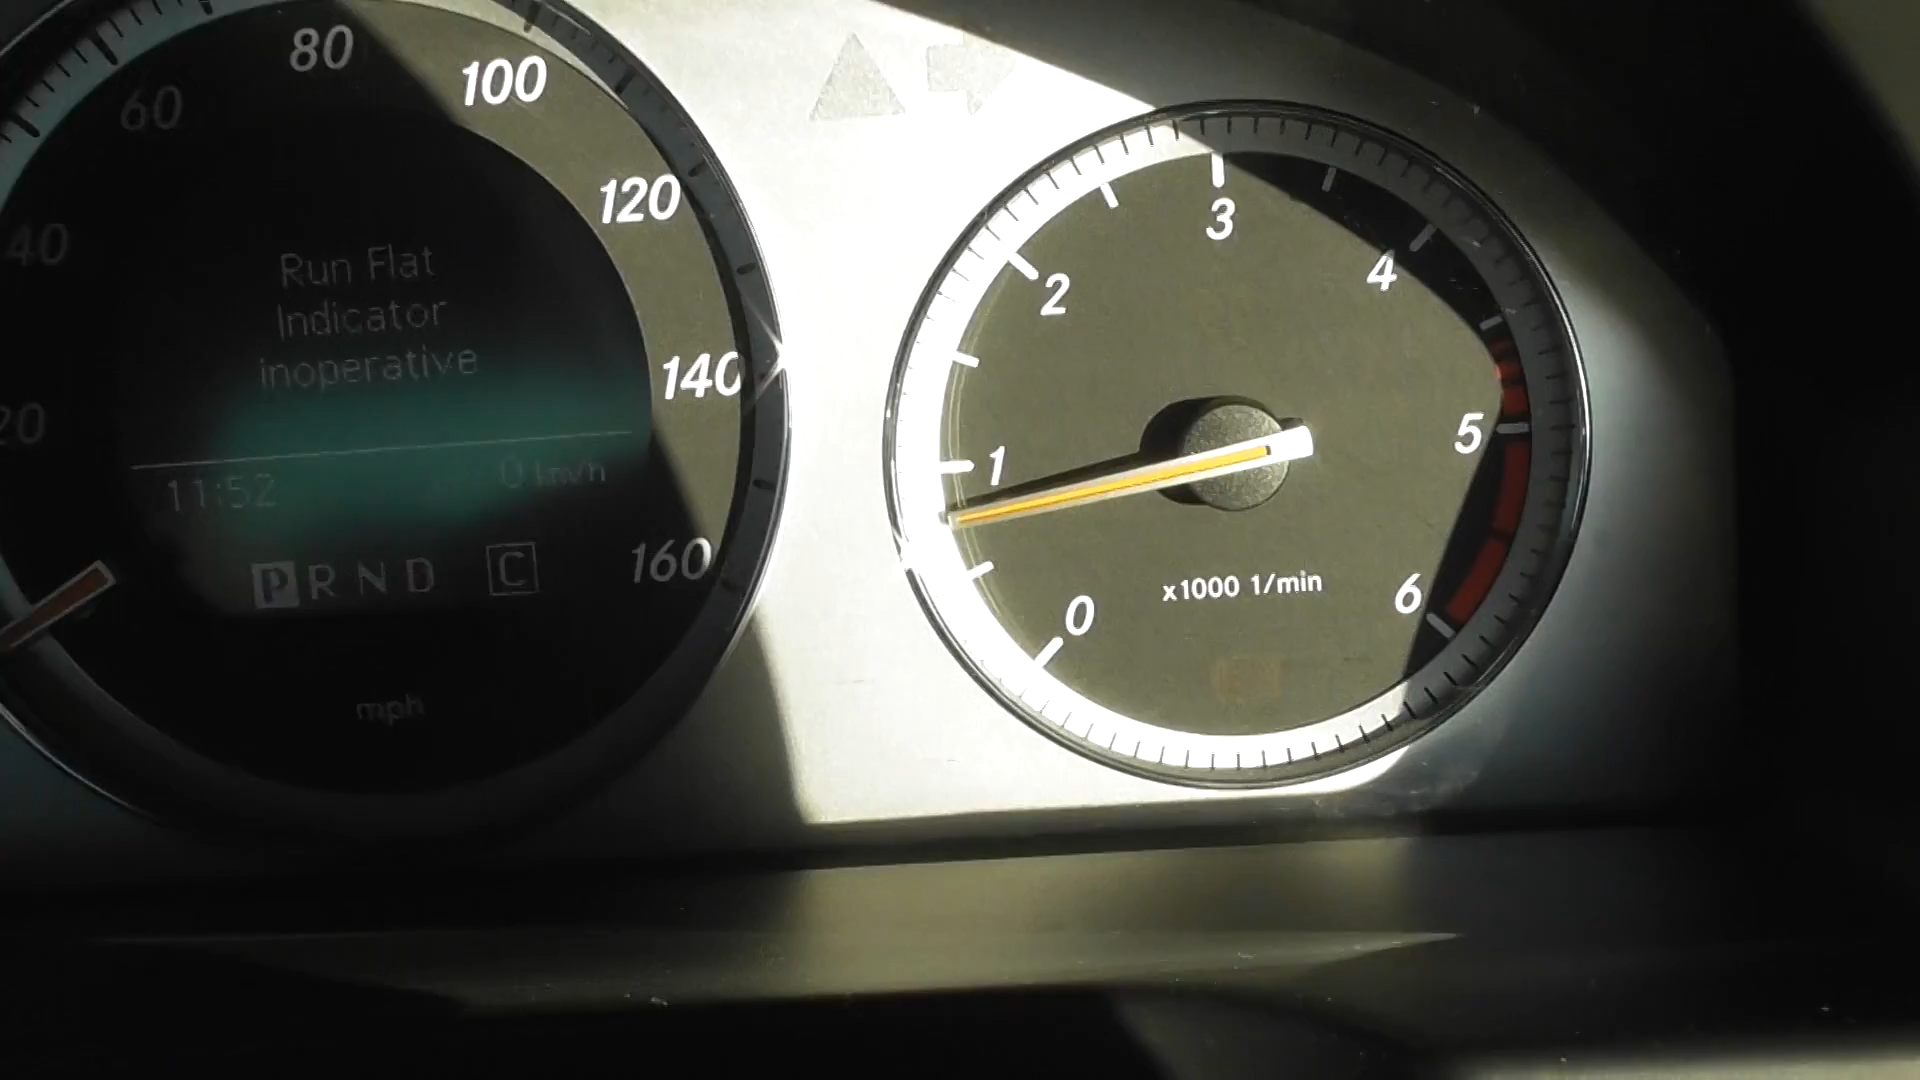 80
100
60
120
40
Run Flat
Indicator
inoperative
140
20
11:52
0 km/h
P R N D C
160
mph
3
4
2
5
1
x1000 1/min
6
0